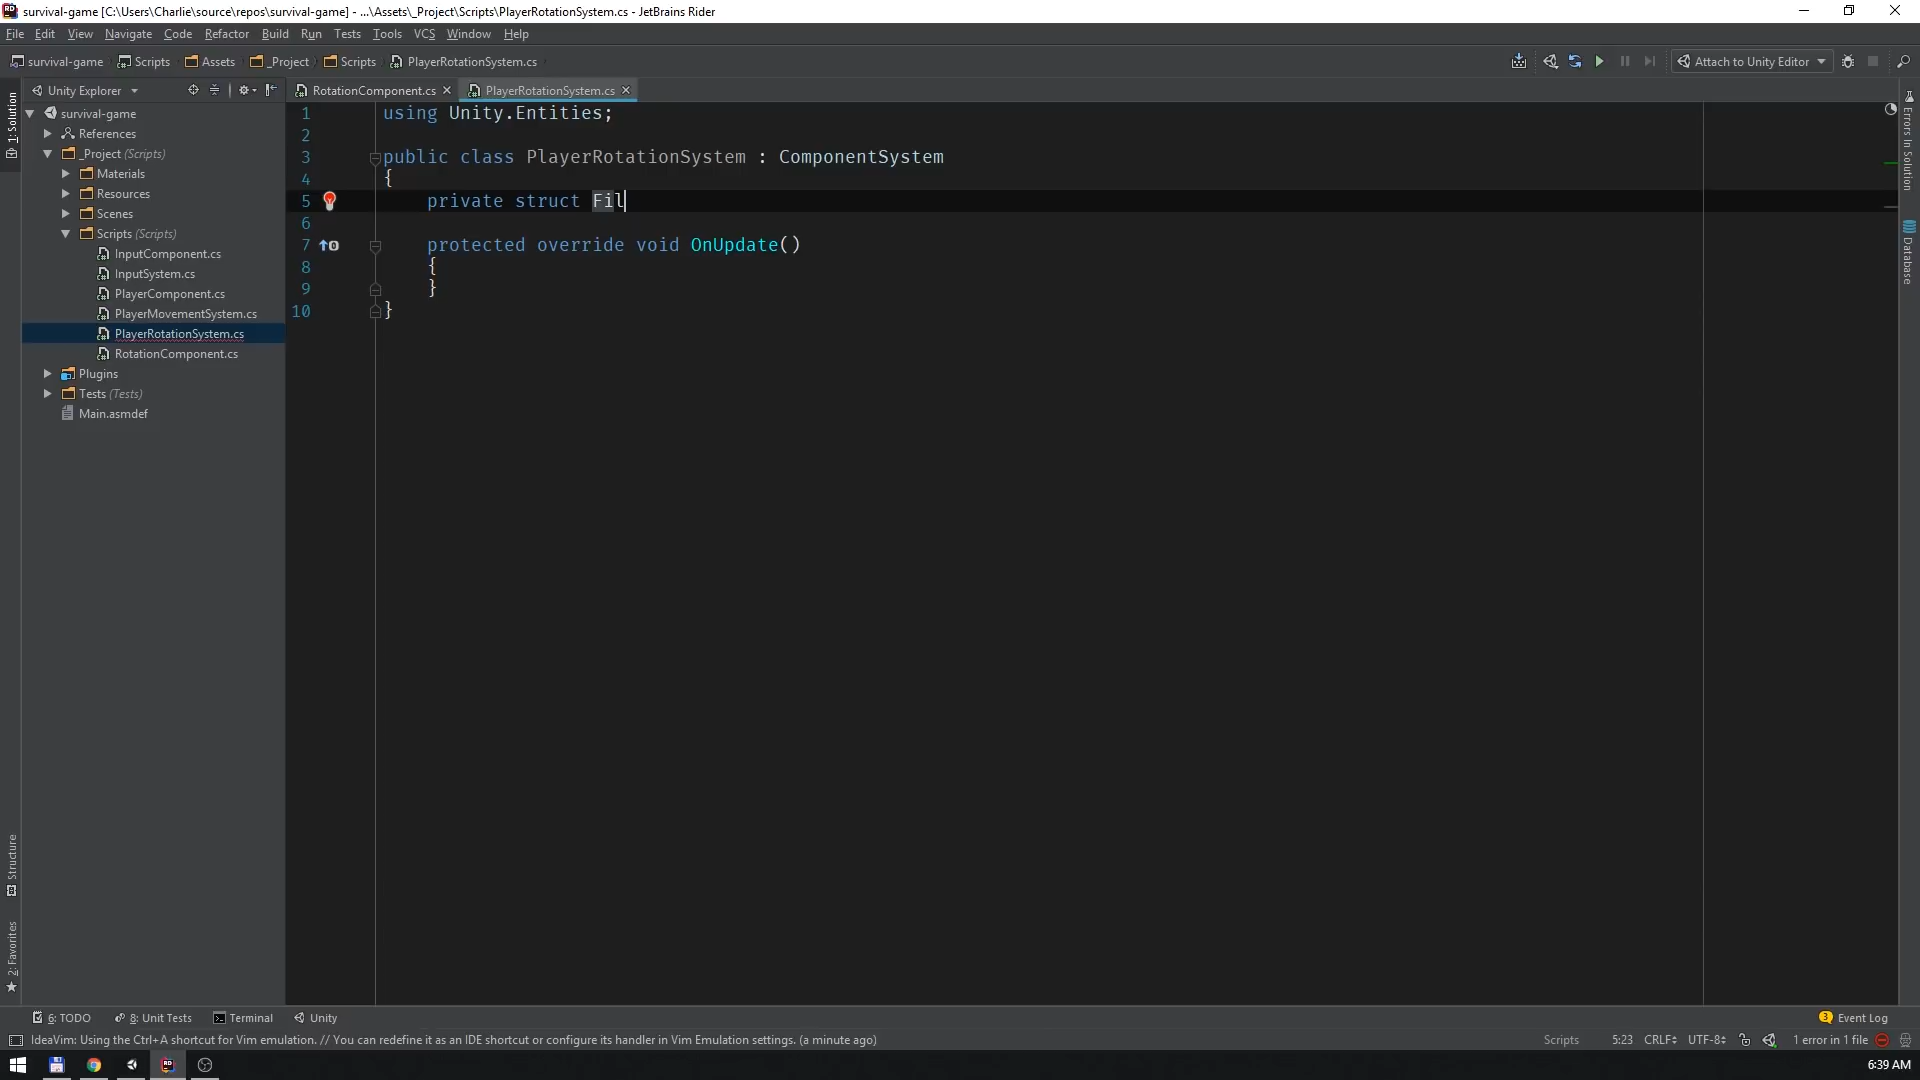 survival-game [C:\Users\Charlie\source\repos\survival-game] - ...\Assets\_Project\Scripts\PlayerRotationSystem.cs - JetBrains Rider
File Edit View Navigate Code Refactor Build Run Tests Tools VCS Window Help
survival-game Scripts Assets _Project Scripts PlayerRotationSystem.cs
Attach to Unity Editor
Unity Explorer
RotationComponent.cs PlayerRotationSystem.cs
1: Solution
survival-game
References
_Project (Scripts)
Materials
Resources
Scenes
Scripts (Scripts)
InputComponent.cs
InputSystem.cs
PlayerComponent.cs
PlayerMovementSystem.cs
PlayerRotationSystem.cs
RotationComponent.cs
Plugins
Tests (Tests)
Main.asmdef
Structure
2: Favorites
1 using Unity.Entities;
2
3 public class PlayerRotationSystem : ComponentSystem
4 {
5 private struct Fil
6
7 protected override void OnUpdate()
8 {
9 }
10 }
Errors In Solution
Database
6: TODO 8: Unit Tests Terminal Unity
3 Event Log
IdeaVim: Using the Ctrl+A shortcut for Vim emulation. // You can redefine it as an IDE shortcut or configure its handler in Vim Emulation settings. (a minute ago)
Scripts 5:23 CRLF UTF-8 1 error in 1 file
6:39 AM